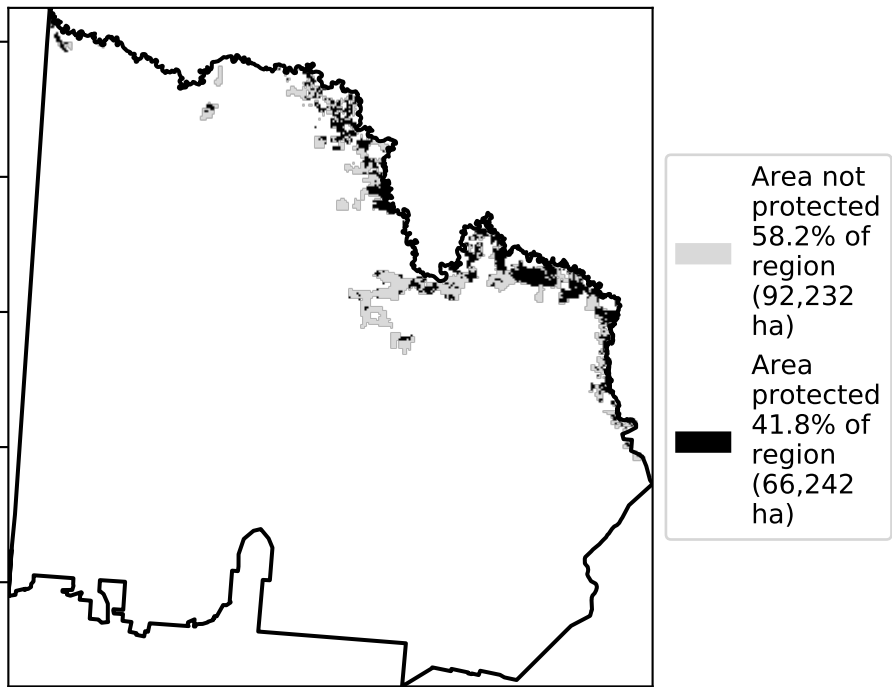 Area not
protected
58.2% of
region
(92,232
ha)
Area
protected
41.8% of
region
(66,242
ha)